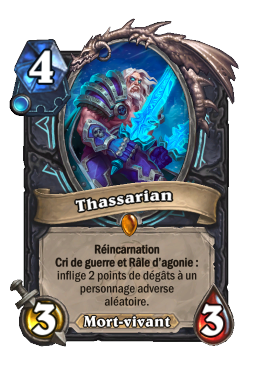 4
Thassarian
Réincarnation
Cri de guerre et Râle d'agonie :
inflige 2 points de dégâts à un
personnage adverse
aléatoire.
3
Mort-vivant
3